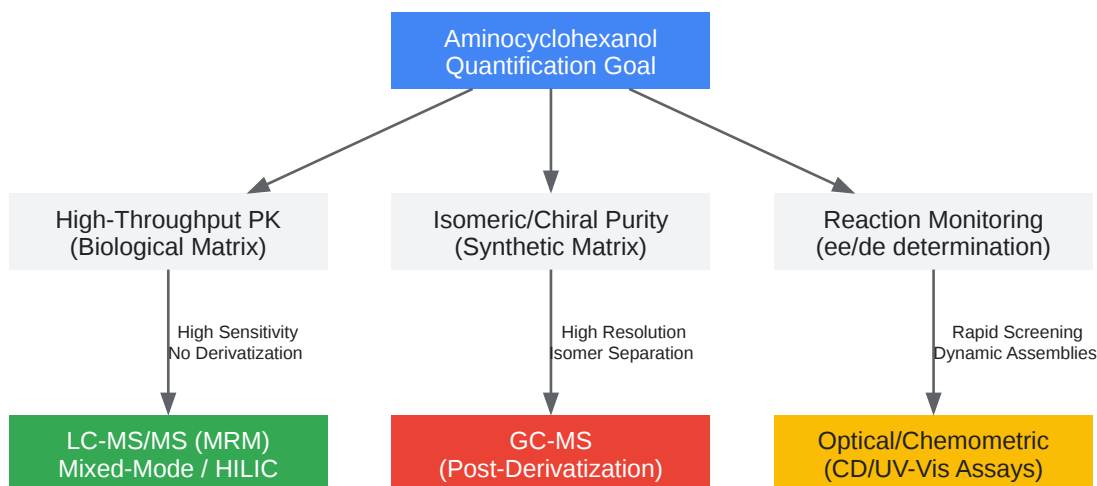 Aminocyclohexanol
Quantification Goal
High-Throughput PK
(Biological Matrix)
Isomeric/Chiral Purity
(Synthetic Matrix)
Reaction Monitoring
(ee/de determination)
High Sensitivity
No Derivatization
High Resolution
Isomer Separation
Rapid Screening
Dynamic Assemblies
LC-MS/MS (MRM)
Mixed-Mode / HILIC
GC-MS
(Post-Derivatization)
Optical/Chemometric
(CD/UV-Vis Assays)